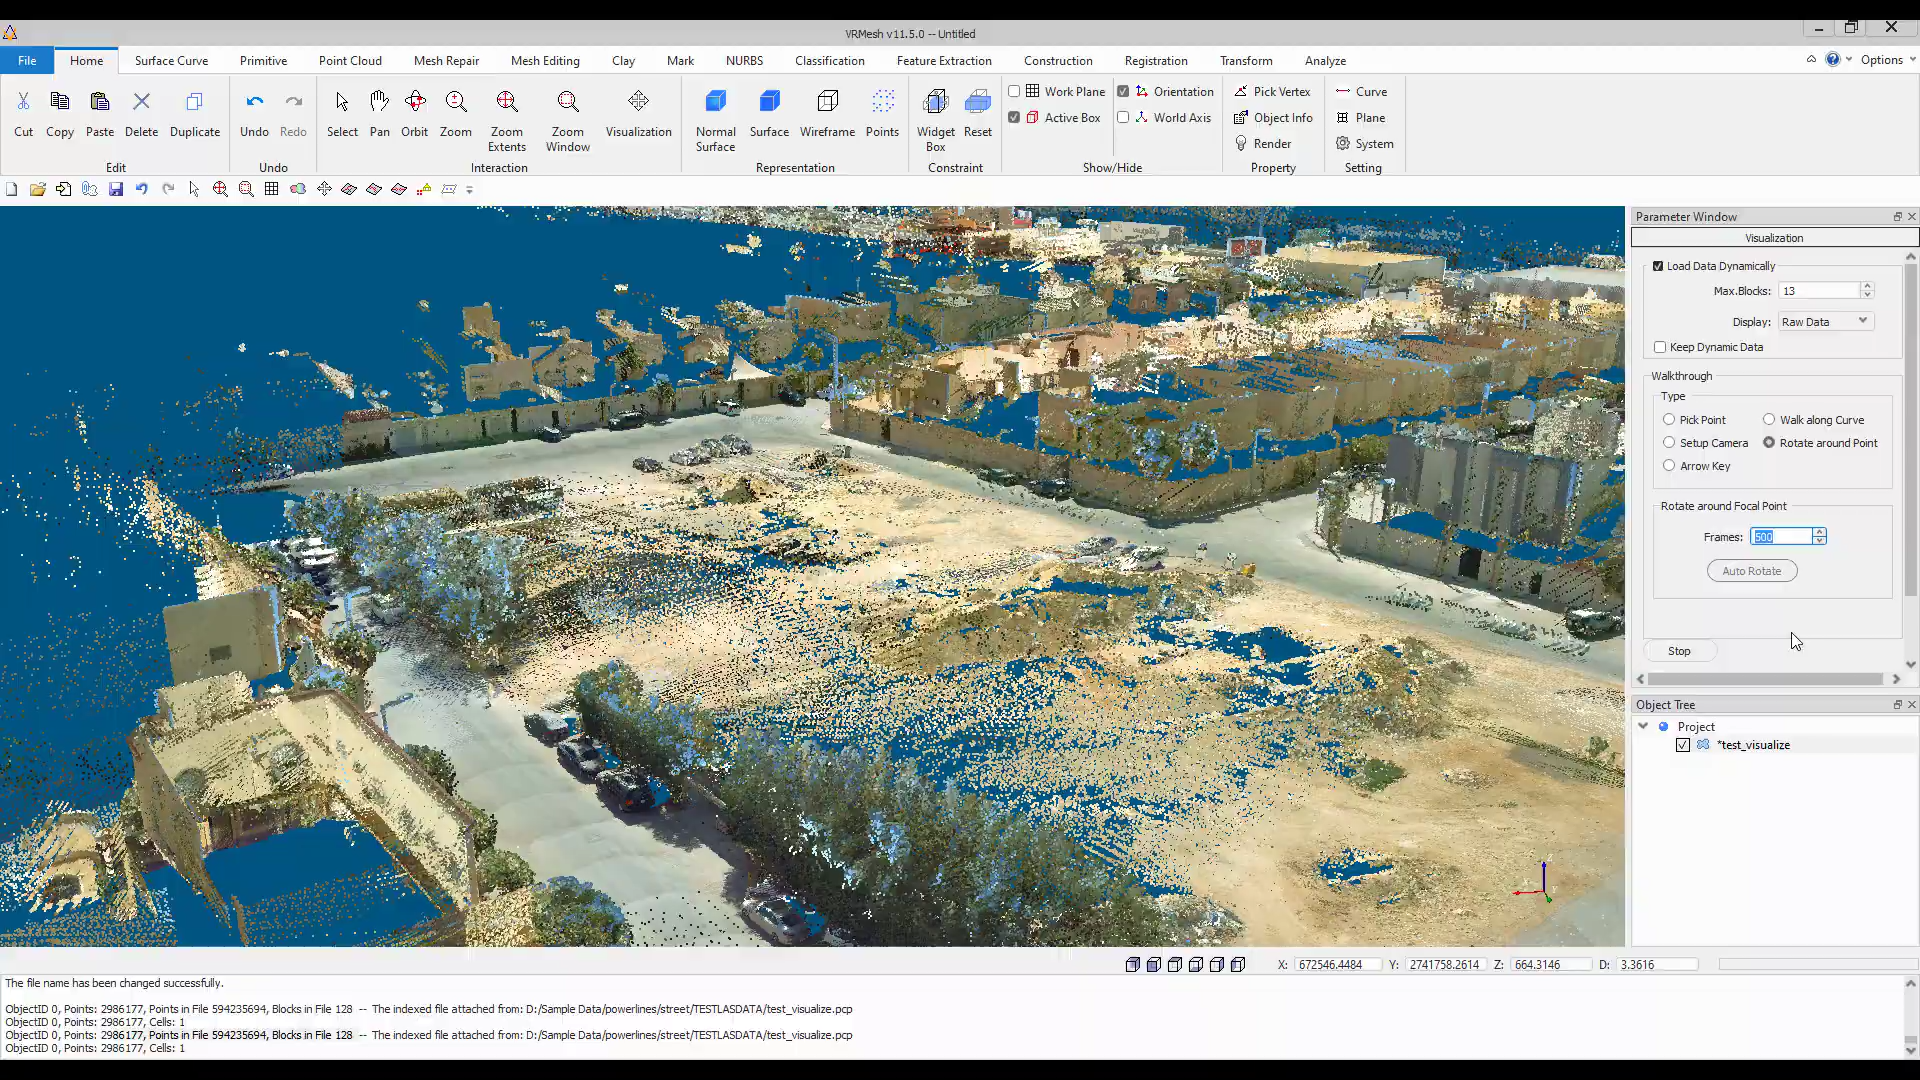 VRMesh v11.5.0 -- Untitled
File Home Surface Curve Primitive Point Cloud Mesh Repair Mesh Editing Clay Mark NURBS Classification Feature Extraction Construction Registration Transform Analyze Options
Cut Copy Paste Delete Duplicate Undo Redo Select Pan Orbit Zoom Zoom Extents Zoom Window Visualization Normal Surface Surface Wireframe Points Widget Box Reset
Work Plane Orientation Pick Vertex Curve
Active Box World Axis Object Info Plane
Render System
Edit Undo Interaction Representation Constraint Show/Hide Property Setting
Parameter Window
Visualization
Load Data Dynamically
Max.Blocks: 13
Display: Raw Data
Keep Dynamic Data
Walkthrough
Type
Pick Point Walk along Curve
Setup Camera Rotate around Point
Arrow Key
Rotate around Focal Point
Frames: 500
Auto Rotate
Stop
Object Tree
Project
*test_visualize
X: 672546.4484 Y: 2741758.2614 Z: 664.3146 D: 3.3616
The file name has been changed successfully.
ObjectID 0, Points: 2986177, Points in File 594235694, Blocks in File 128 -- The indexed file attached from: D:/Sample Data/powerlines/street/TESTLASDATA/test_visualize.pcp
ObjectID 0, Points: 2986177, Cells: 1
ObjectID 0, Points: 2986177, Points in File 594235694, Blocks in File 128 -- The indexed file attached from: D:/Sample Data/powerlines/street/TESTLASDATA/test_visualize.pcp
ObjectID 0, Points: 2986177, Cells: 1